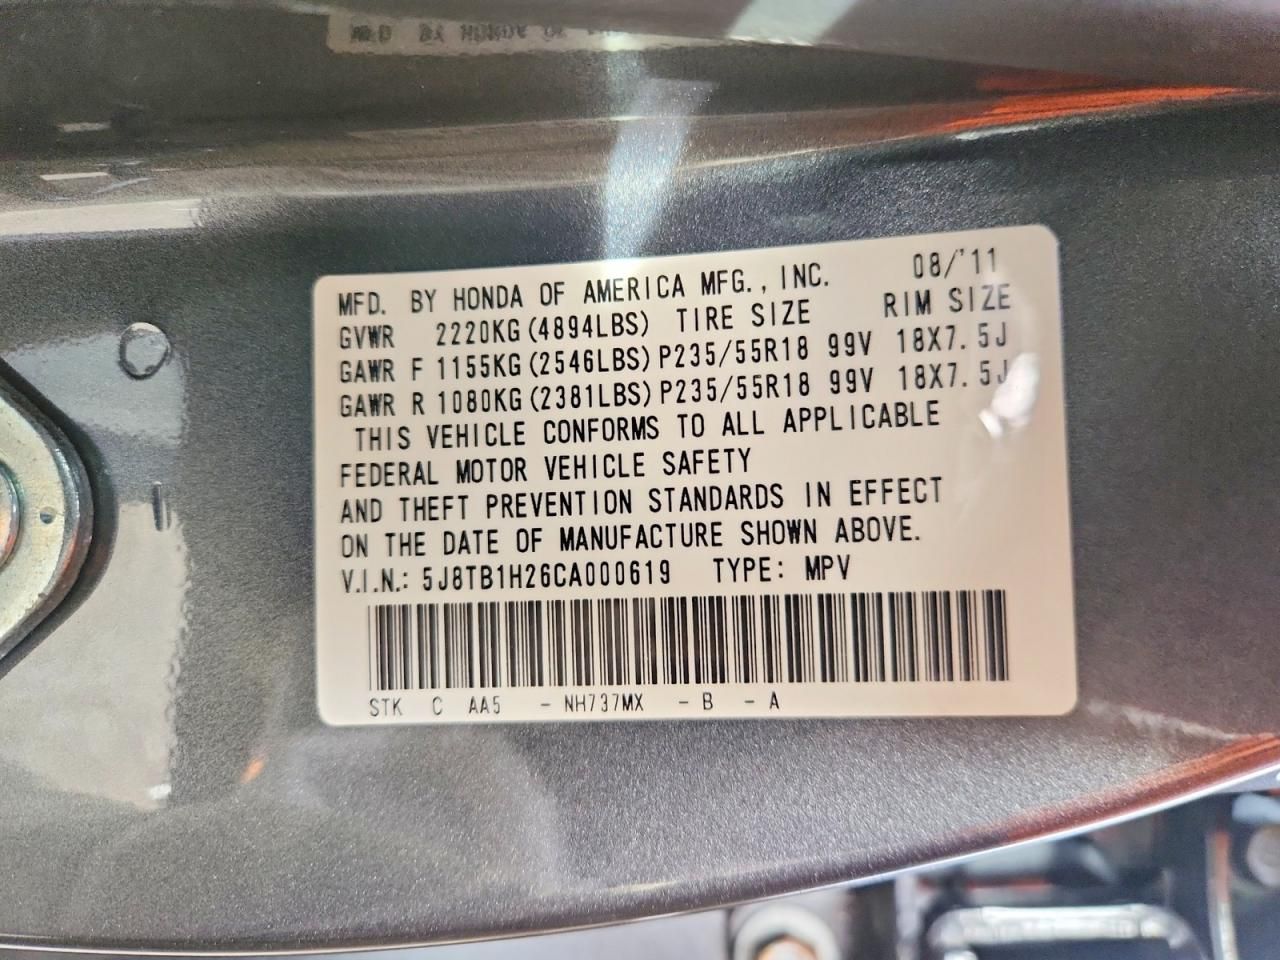 MFD. BY HONDA OF AMERICA MFG., INC. 08/'11
GVWR 2220KG(4894LBS) TIRE SIZE RIM SIZE
GAWR F 1155KG(2546LBS)P235/55R18 99V 18X7.5J
GAWR R 1080KG(2381LBS)P235/55R18 99V 18X7.5J
THIS VEHICLE CONFORMS TO ALL APPLICABLE
FEDERAL MOTOR VEHICLE SAFETY
AND THEFT PREVENTION STANDARDS IN EFFECT
ON THE DATE OF MANUFACTURE SHOWN ABOVE.
V.I.N.: 5J8TB1H26CA000619 TYPE: MPV
STK C AA5 - NH737MX - B - A